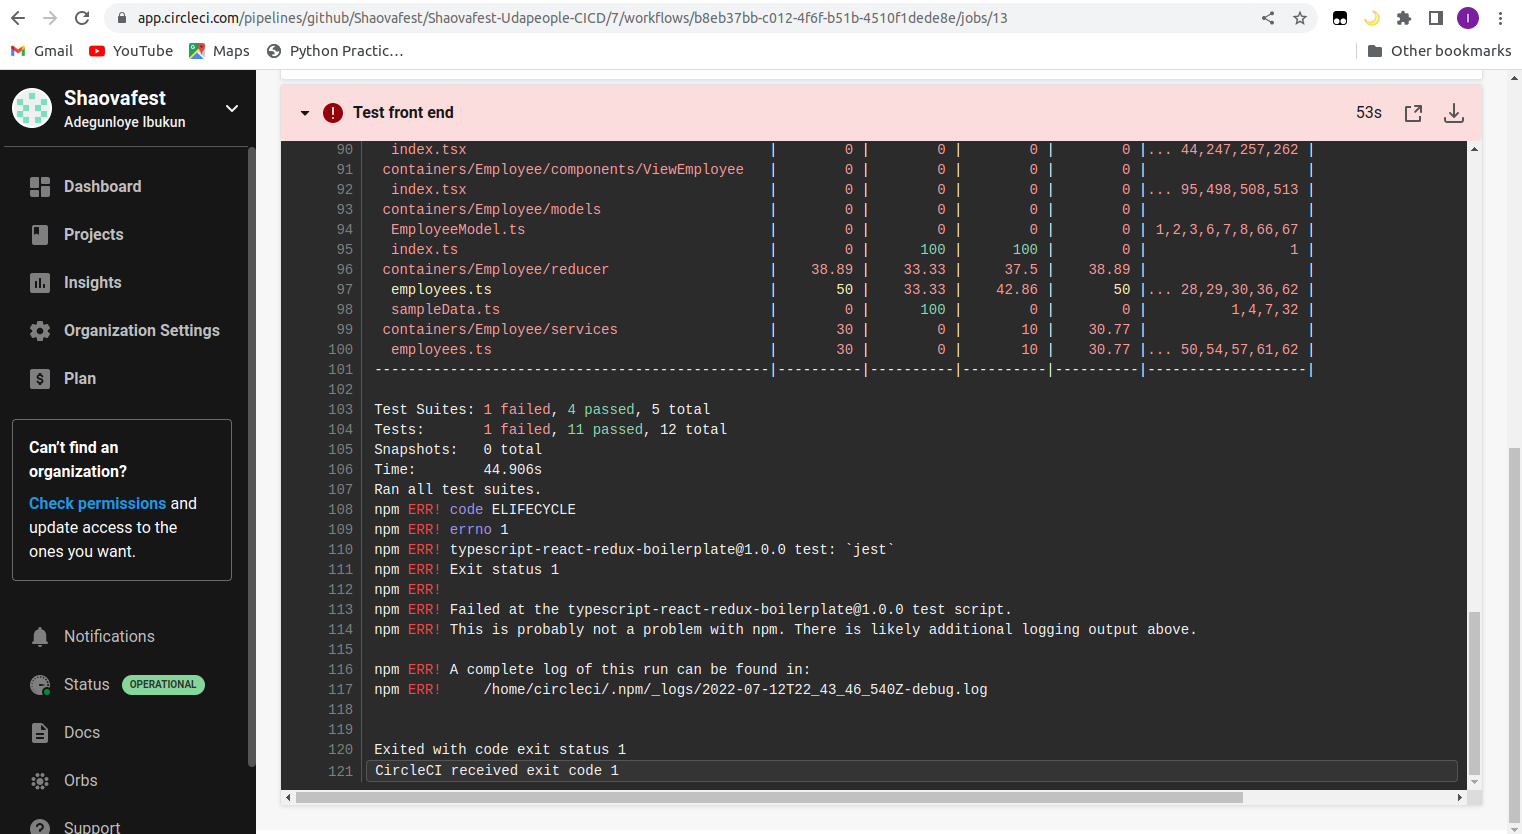 app.circleci.com/pipelines/github/Shaovafest/Shaovafest-Udapeople-CICD/7/workflows/b8eb37bb-c012-4f6f-b51b-4510f1dede8e/jobs/13
I
Gmail YouTube Maps Python Practic… Other bookmarks
Shaovafest
Adegunloye Ibukun
Dashboard
Projects
Insights
Organization Settings
Plan
Can't find an
organization?
Check permissions and
update access to the
ones you want.
Notifications
Status OPERATIONAL
Docs
Orbs
Support
Test front end 53s
90 index.tsx | 0 | 0 | 0 | 0 |... 44,247,257,262 |
91 containers/Employee/components/ViewEmployee | 0 | 0 | 0 | 0 | |
92 index.tsx | 0 | 0 | 0 | 0 |... 95,498,508,513 |
93 containers/Employee/models | 0 | 0 | 0 | 0 | |
94 EmployeeModel.ts | 0 | 0 | 0 | 0 | 1,2,3,6,7,8,66,67 |
95 index.ts | 0 | 100 | 100 | 0 | 1 |
96 containers/Employee/reducer | 38.89 | 33.33 | 37.5 | 38.89 | |
97 employees.ts | 50 | 33.33 | 42.86 | 50 |... 28,29,30,36,62 |
98 sampleData.ts | 0 | 100 | 0 | 0 | 1,4,7,32 |
99 containers/Employee/services | 30 | 0 | 10 | 30.77 | |
100 employees.ts | 30 | 0 | 10 | 30.77 |... 50,54,57,61,62 |
101 -----------------------------------------------|----------|----------|----------|----------|-------------------|
102
103 Test Suites: 1 failed, 4 passed, 5 total
104 Tests: 1 failed, 11 passed, 12 total
105 Snapshots: 0 total
106 Time: 44.906s
107 Ran all test suites.
108 npm ERR! code ELIFECYCLE
109 npm ERR! errno 1
110 npm ERR! typescript-react-redux-boilerplate@1.0.0 test: `jest`
111 npm ERR! Exit status 1
112 npm ERR!
113 npm ERR! Failed at the typescript-react-redux-boilerplate@1.0.0 test script.
114 npm ERR! This is probably not a problem with npm. There is likely additional logging output above.
115
116 npm ERR! A complete log of this run can be found in:
117 npm ERR! /home/circleci/.npm/_logs/2022-07-12T22_43_46_540Z-debug.log
118
119
120 Exited with code exit status 1
121 CircleCI received exit code 1